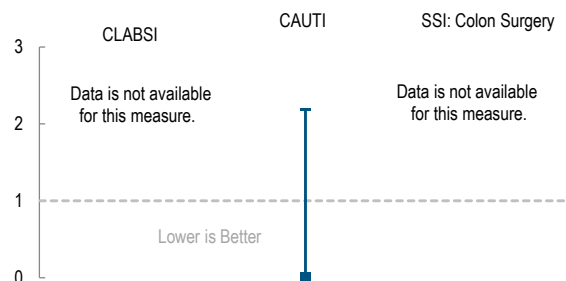 CLABSI
CAUTI
SSI: Colon Surgery
3
Data is not available
for this measure.
Data is not available
for this measure.
2
1
Lower is Better
0